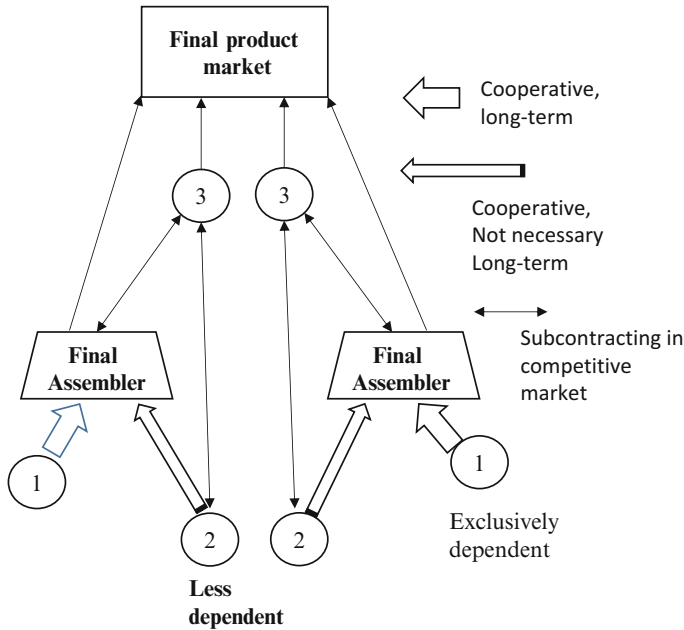 Final product
market
Cooperative,
long-term
Cooperative,
Not necessary
Long-term
3
3
Subcontracting in
competitive
market
Final
Assembler
Final
Assembler
1
1
2
2
Exclusively
dependent
Less
dependent